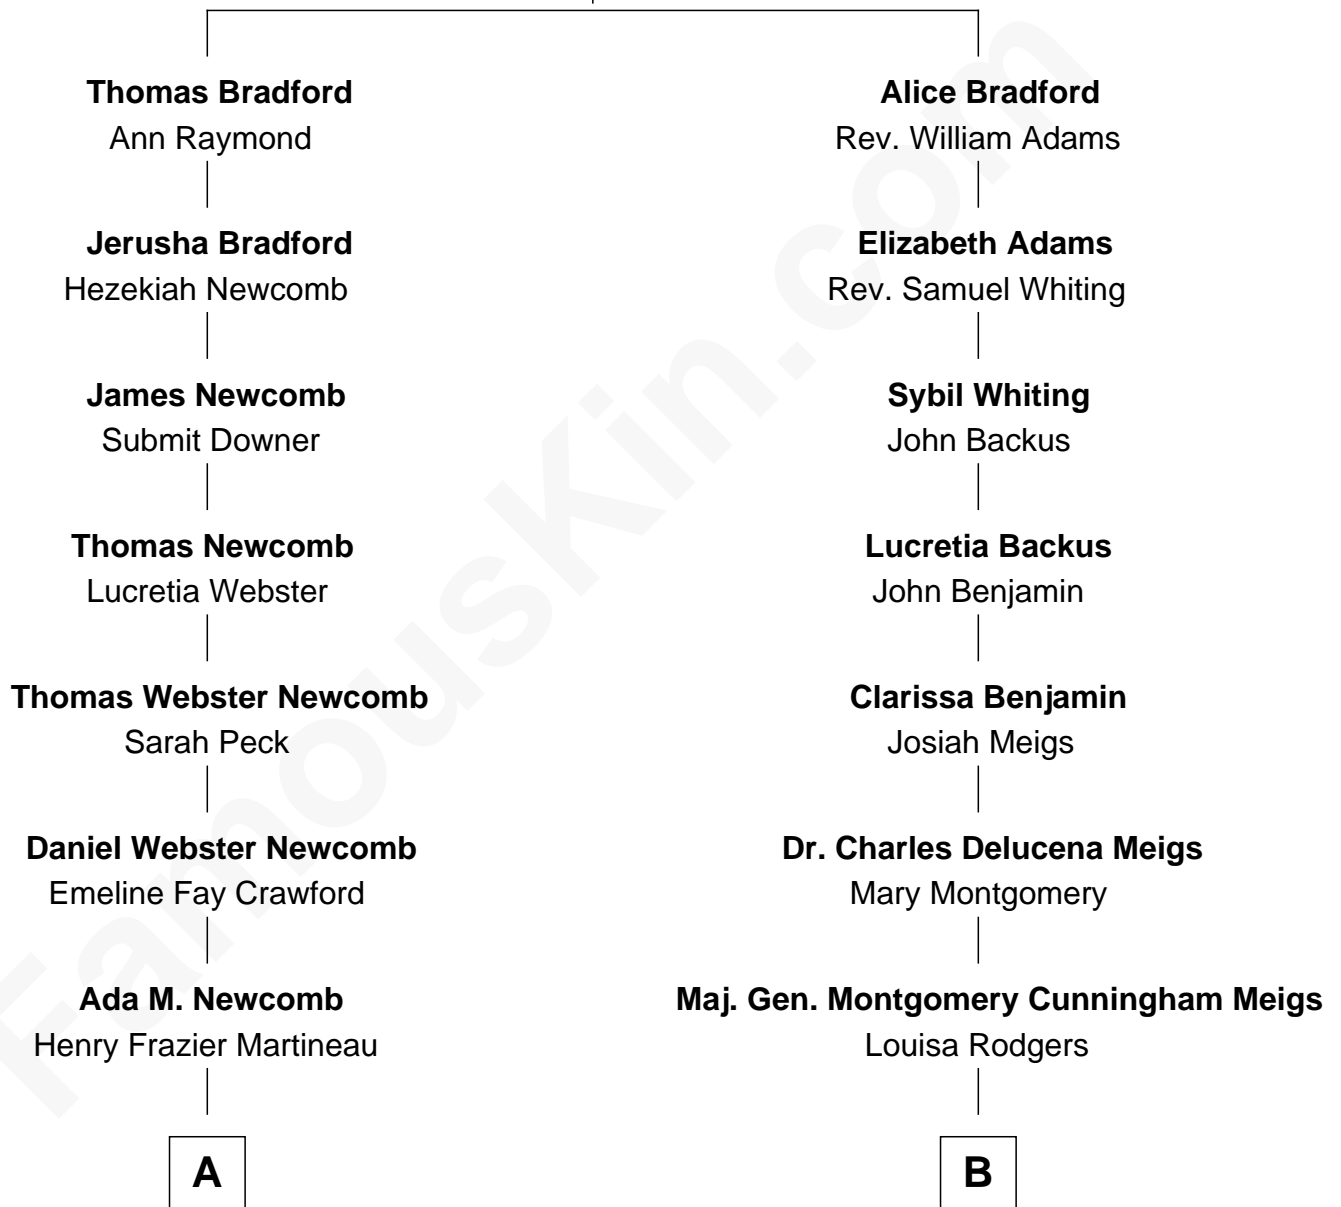 Thomas Bradford
Ann Raymond
Alice Bradford
Rev. William Adams
Jerusha Bradford
Hezekiah Newcomb
Elizabeth Adams
Rev. Samuel Whiting
James Newcomb
Submit Downer
Sybil Whiting
John Backus
Thomas Newcomb
Lucretia Webster
Lucretia Backus
John Benjamin
Thomas Webster Newcomb
Sarah Peck
Clarissa Benjamin
Josiah Meigs
Daniel Webster Newcomb
Emeline Fay Crawford
Dr. Charles Delucena Meigs
Mary Montgomery
Ada M. Newcomb
Henry Frazier Martineau
Maj. Gen. Montgomery Cunningham Meigs
Louisa Rodgers
A
B
FamousKin.com